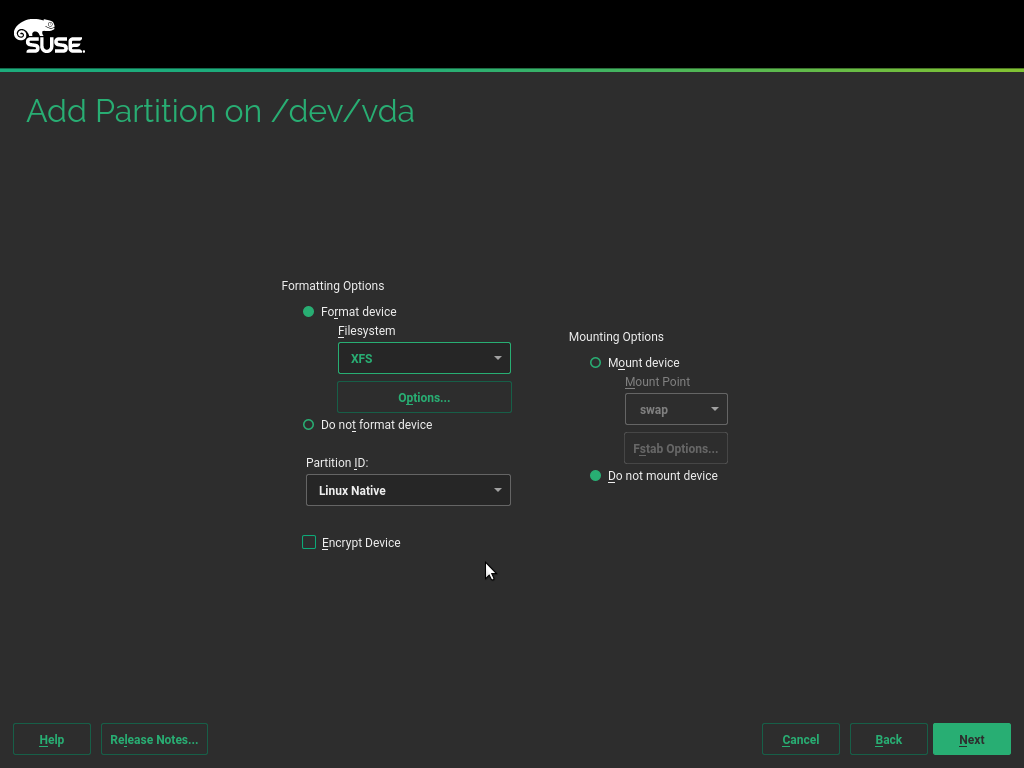 SUSE.
Add Partition on /dev/vda
Formatting Options
Format device
Filesystem
XFS
Options...
Do not format device
Partition ID:
Linux Native
Encrypt Device
Mounting Options
Mount device
Mount Point
swap
Fstab Options...
Do not mount device
Help Release Notes... Cancel Back Next